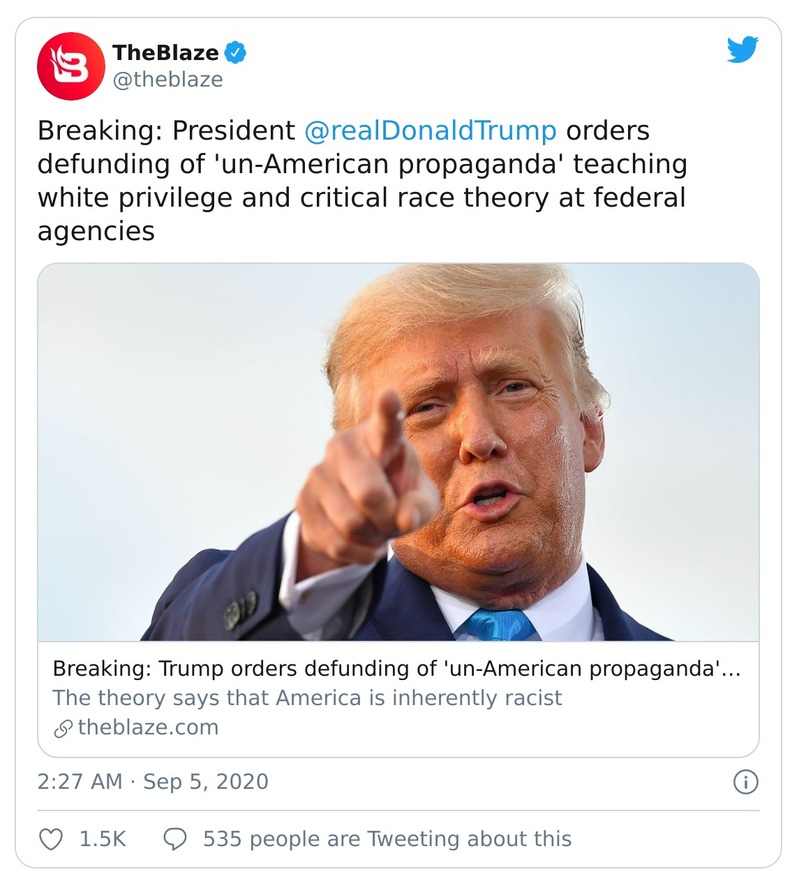 TheBlaze
@theblaze
Breaking: President @realDonaldTrump orders
defunding of 'un-American propaganda' teaching
white privilege and critical race theory at federal
agencies
Breaking: Trump orders defunding of 'un-American propaganda'...
The theory says that America is inherently racist
theblaze.com
2:27 AM · Sep 5, 2020
1.5K 535 people are Tweeting about this